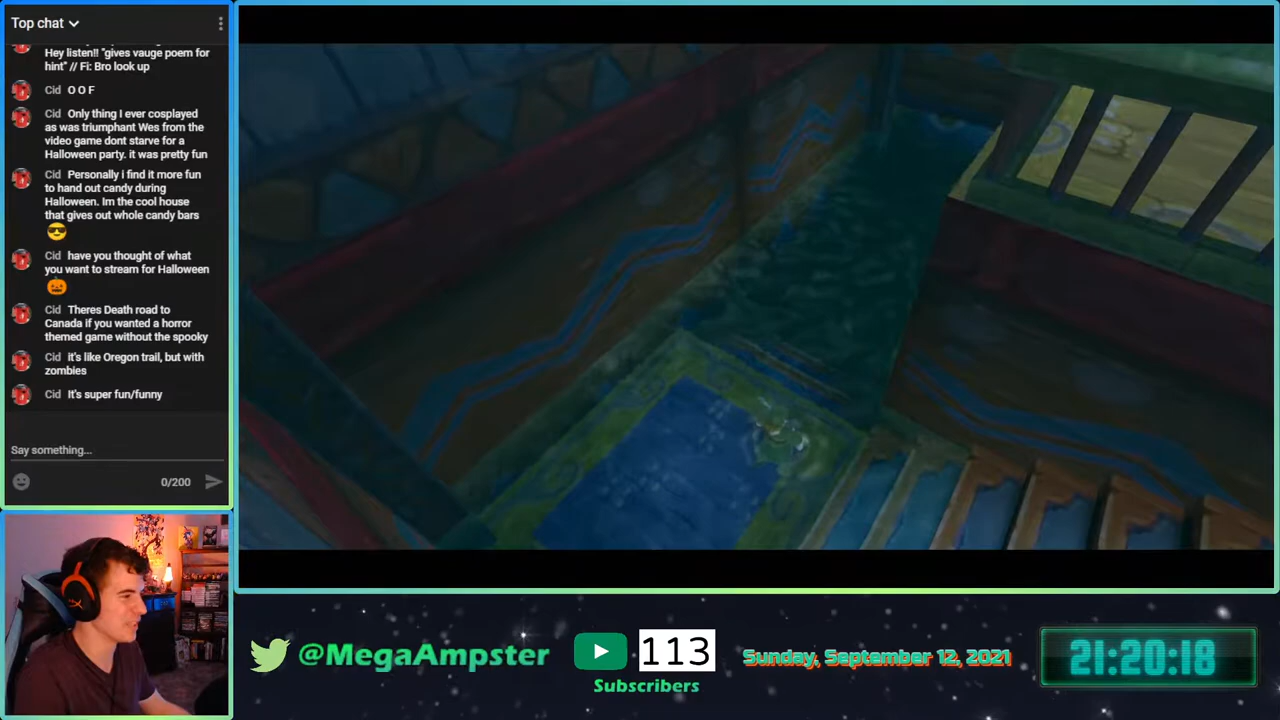 Top chat
Hey listen!! "gives vauge poem for
hint" // Fi: Bro look up
Cid O O F
Cid Only thing I ever cosplayed
as was triumphant Wes from the
video game dont starve for a
Halloween party. it was pretty fun
Cid Personally i find it more fun
to hand out candy during
Halloween. Im the cool house
that gives out whole candy bars
Cid have you thought of what
you want to stream for Halloween
Cid Theres Death road to
Canada if you wanted a horror
themed game without the spooky
Cid it's like Oregon trail, but with
zombies
Cid It's super fun/funny
Say something...
0/200
@MegaAmpster
113
Subscribers
Sunday, September 12, 2021
21:20:18